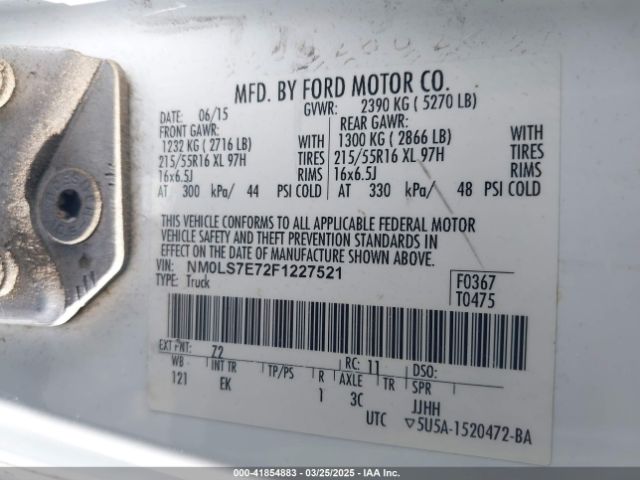 MFD. BY FORD MOTOR CO.
DATE: 06/15
GVWR: 2390 KG ( 5270 LB)
FRONT GAWR:
REAR GAWR:
1232 KG ( 2716 LB) WITH 1300 KG ( 2866 LB) WITH
215/55R16 XL 97H TIRES 215/55R16 XL 97H TIRES
16x6.5J RIMS 16x6.5J RIMS
AT 300 kPa/ 44 PSI COLD AT 330 kPa/ 48 PSI COLD
THIS VEHICLE CONFORMS TO ALL APPLICABLE FEDERAL MOTOR
VEHICLE SAFETY AND THEFT PREVENTION STANDARDS IN
EFFECT ON THE DATE OF MANUFACTURE SHOWN ABOVE.
VIN: NM0LS7E72F1227521
TYPE: Truck
F0367
T0475
EXT PNT: 72 RC: 11 DSO:
WB INT TR TP/PS R AXLE TR SPR
121 EK 1 3C JJHH
UTC ▽5U5A-1520472-BA
000-41854883 - 03/25/2025 - IAAI.COM